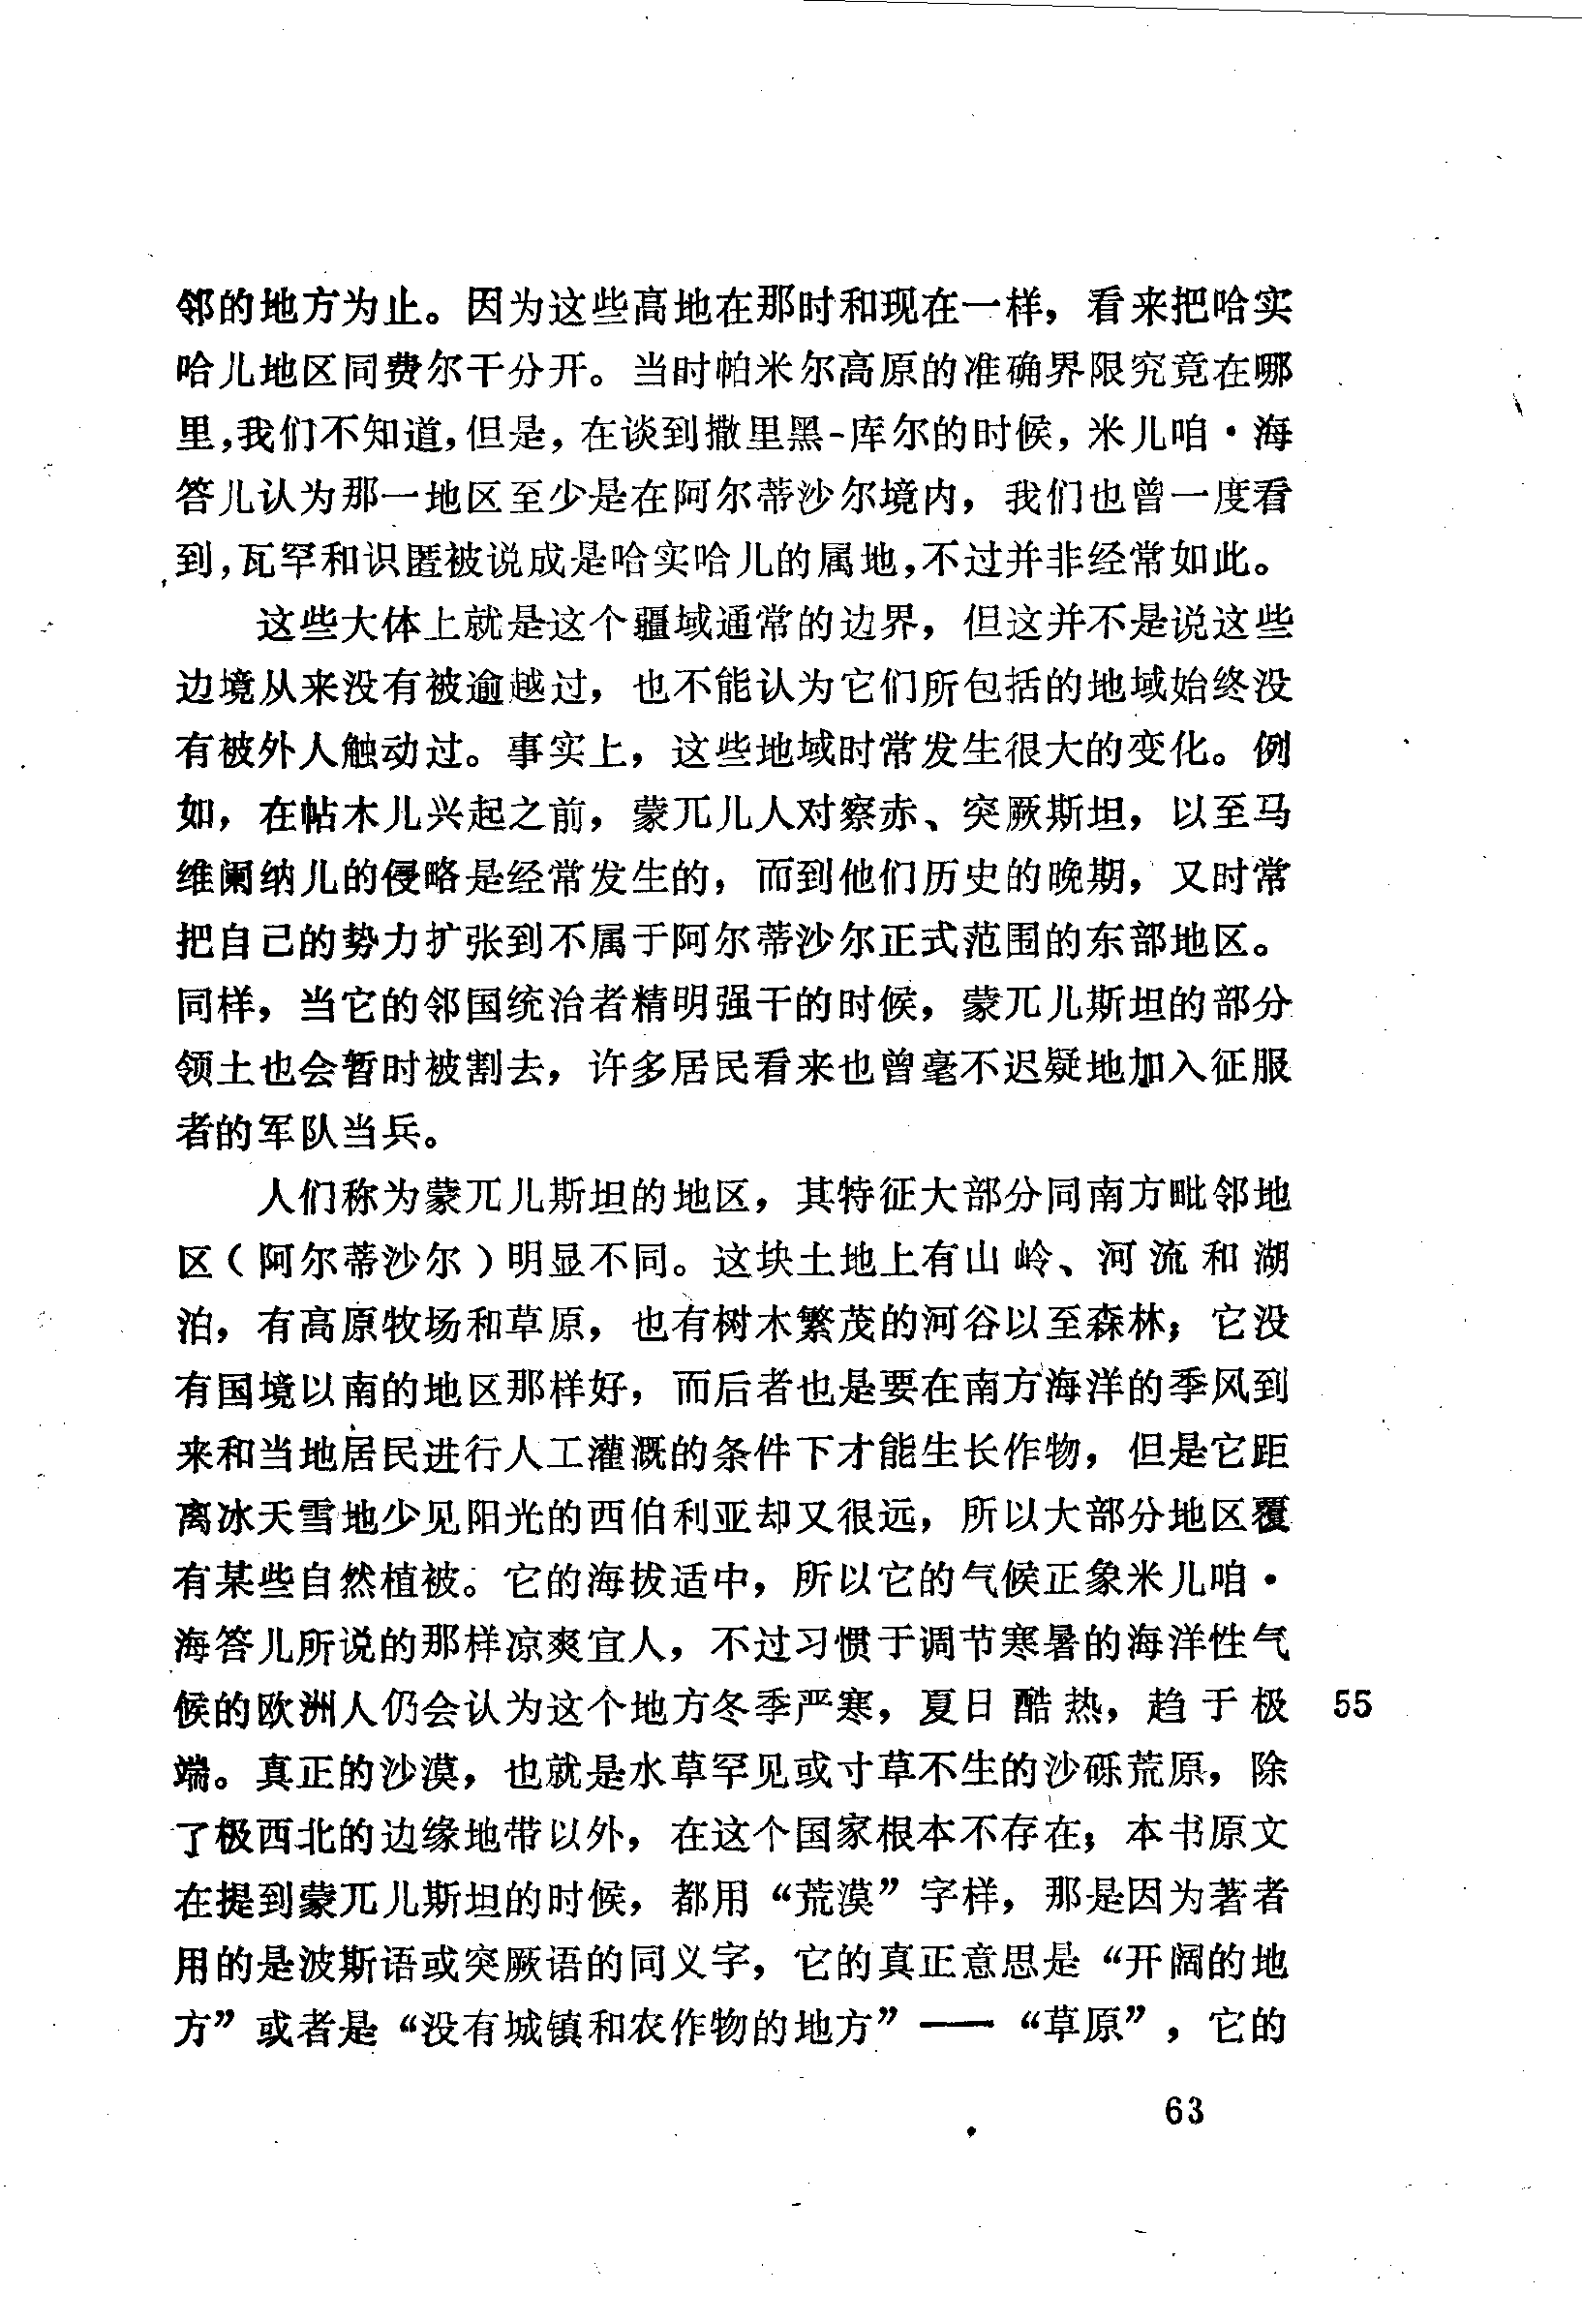 邻的地方为止。因为这些高地在那时和现在一样，看来把哈实
哈儿地区同费尔干分开。当时帕米尔高原的准确界限究竟在哪
里，我们不知道，但是，在谈到撒里黑-库尔的时候，米儿咱·海
答儿认为那一地区至少是在阿尔蒂沙尔境内，我们也曾一度看
到，瓦罕和识匿被说成是哈实哈儿的属地，不过并非经常如此。
这些大体上就是这个疆域通常的边界，但这并不是说这些
边境从来没有被逾越过，也不能认为它们所包括的地域始终没
有被外人触动过。事实上，这些地域时常发生很大的变化。例
如，在帖木儿兴起之前，蒙兀儿人对察赤、突厥斯坦，以至马
维阑纳儿的侵略是经常发生的，而到他们历史的晚期，又时常
把自己的势力扩张到不属于阿尔蒂沙尔正式范围的东部地区。
同样，当它的邻国统治者精明强干的时候，蒙兀儿斯坦的部分
领土也会暂时被割去，许多居民看来也曾毫不迟疑地加入征服
者的军队当兵。
人们称为蒙兀儿斯坦的地区，其特征大部分同南方毗邻地
区（阿尔蒂沙尔）明显不同。这块土地上有山岭、河流和湖
泊，有高原牧场和草原，也有树木繁茂的河谷以至森林；它没
有国境以南的地区那样好，而后者也是要在南方海洋的季风到
来和当地居民进行人工灌溉的条件下才能生长作物，但是它距
离冰天雪地少见阳光的西伯利亚却又很远，所以大部分地区覆
有某些自然植被。它的海拔适中，所以它的气候正象米儿咱·
海答儿所说的那样凉爽宜人，不过习惯于调节寒暑的海洋性气
候的欧洲人仍会认为这个地方冬季严寒，夏日酷热，趋于极 55
端。真正的沙漠，也就是水草罕见或寸草不生的沙砾荒原，除
了极西北的边缘地带以外，在这个国家根本不存在；本书原文
在提到蒙兀儿斯坦的时候，都用“荒漠”字样，那是因为著者
用的是波斯语或突厥语的同义字，它的真正意思是“开阔的地
方”或者是“没有城镇和农作物的地方”——“草原”，它的
63